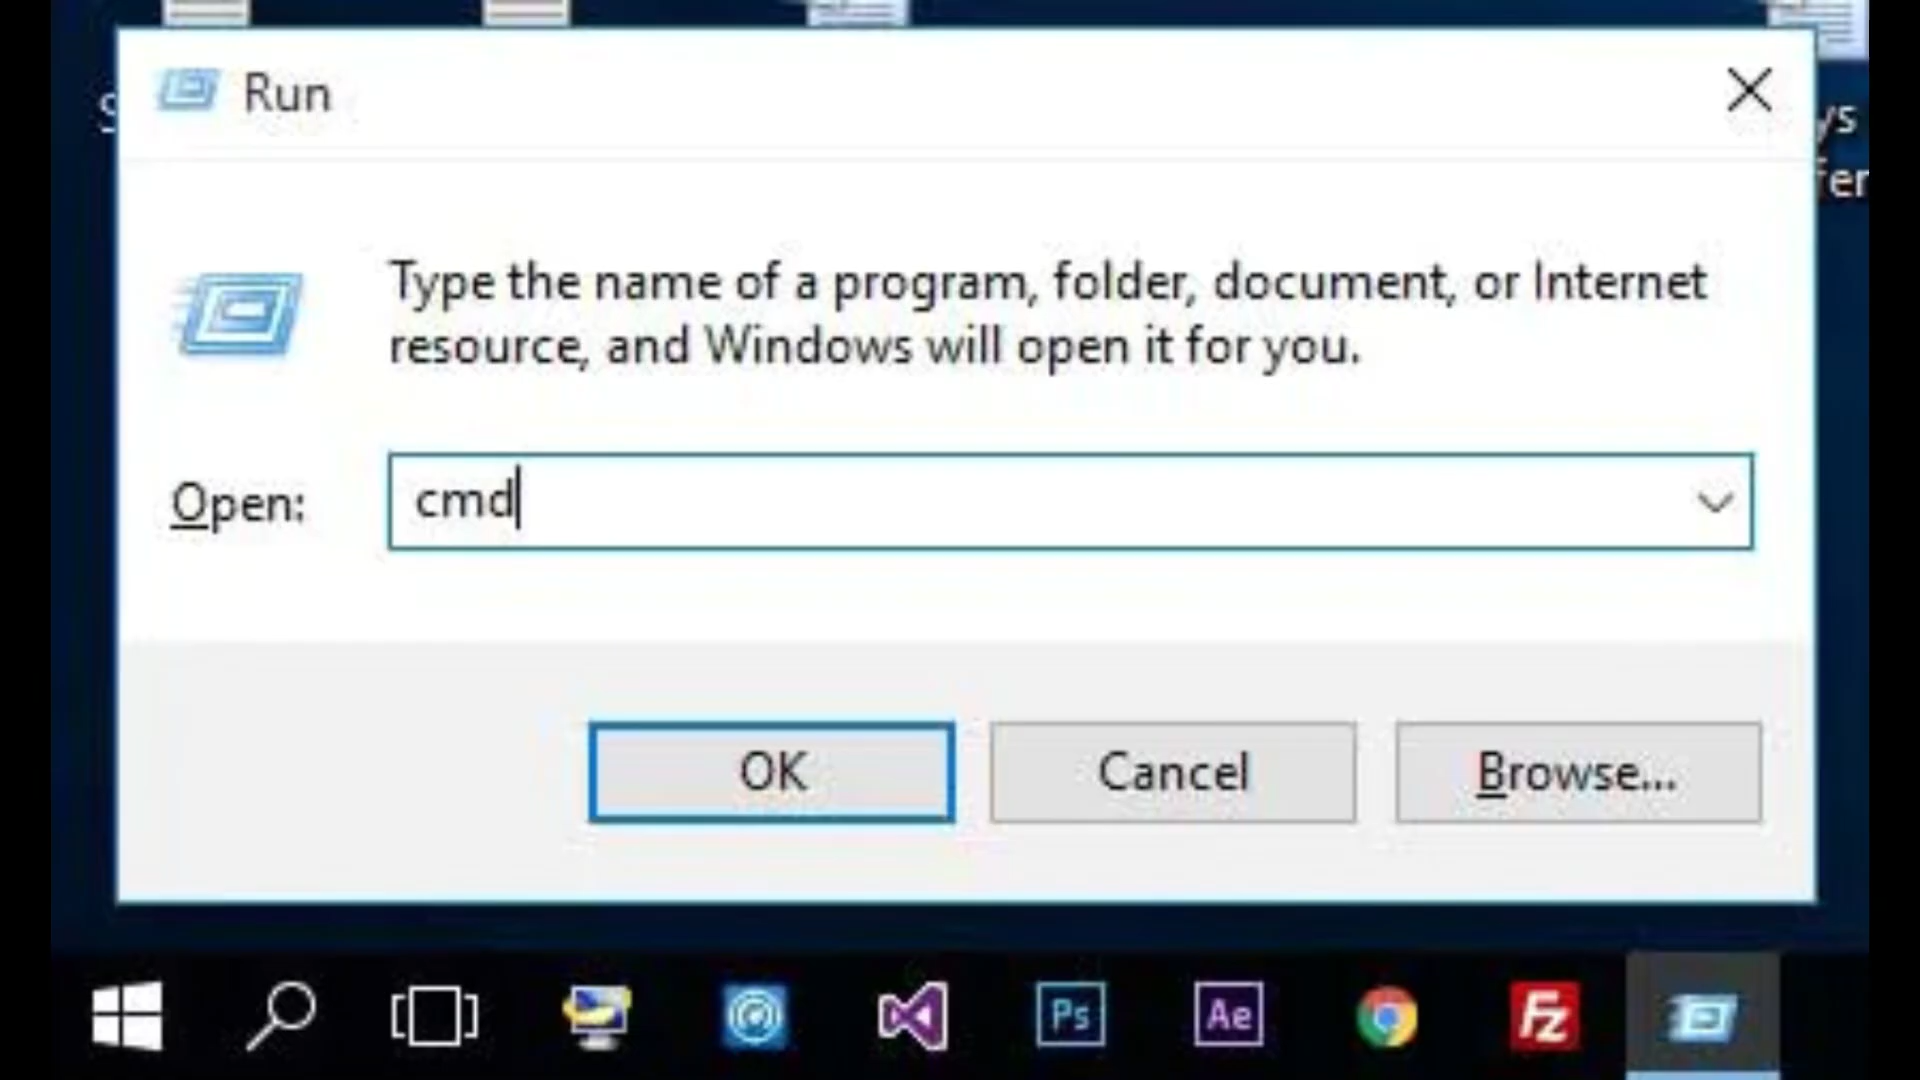 Run
Type the name of a program, folder, document, or Internet
resource, and Windows will open it for you.
Open:
cmd
OK
Cancel
Browse...
Ps
Ae
Fz